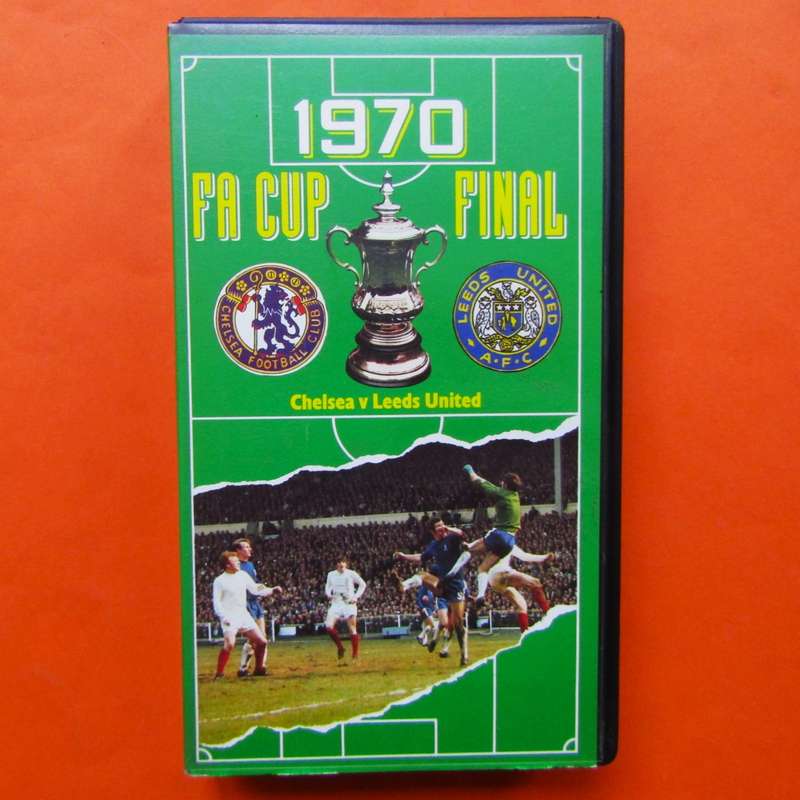 1970
FA CUP FINAL
CHELSEA FOOTBALL CLUB
LEEDS UNITED
A·F·C
Chelsea v Leeds United